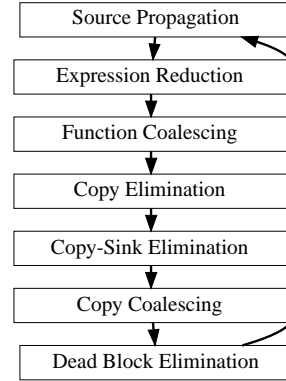 Source Propagation
Expression Reduction
Function Coalescing
Copy Elimination
Copy-Sink Elimination
Copy Coalescing
Dead Block Elimination